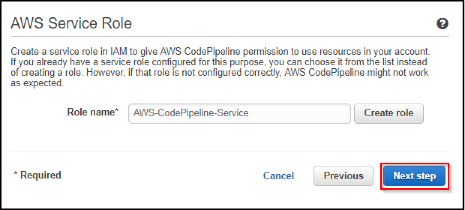 AWS Service Role
Create a service role in IAM to give AWS CodePipeline permission to use resources in your account.
If you already have a service role configured for this purpose, you can choose it from the list instead
of creating a role. However, if that role is not configured correctly, AWS CodePipeline might not work
as expected.
Role name* AWS-CodePipeline-Service Create role
* Required Cancel Previous Next step